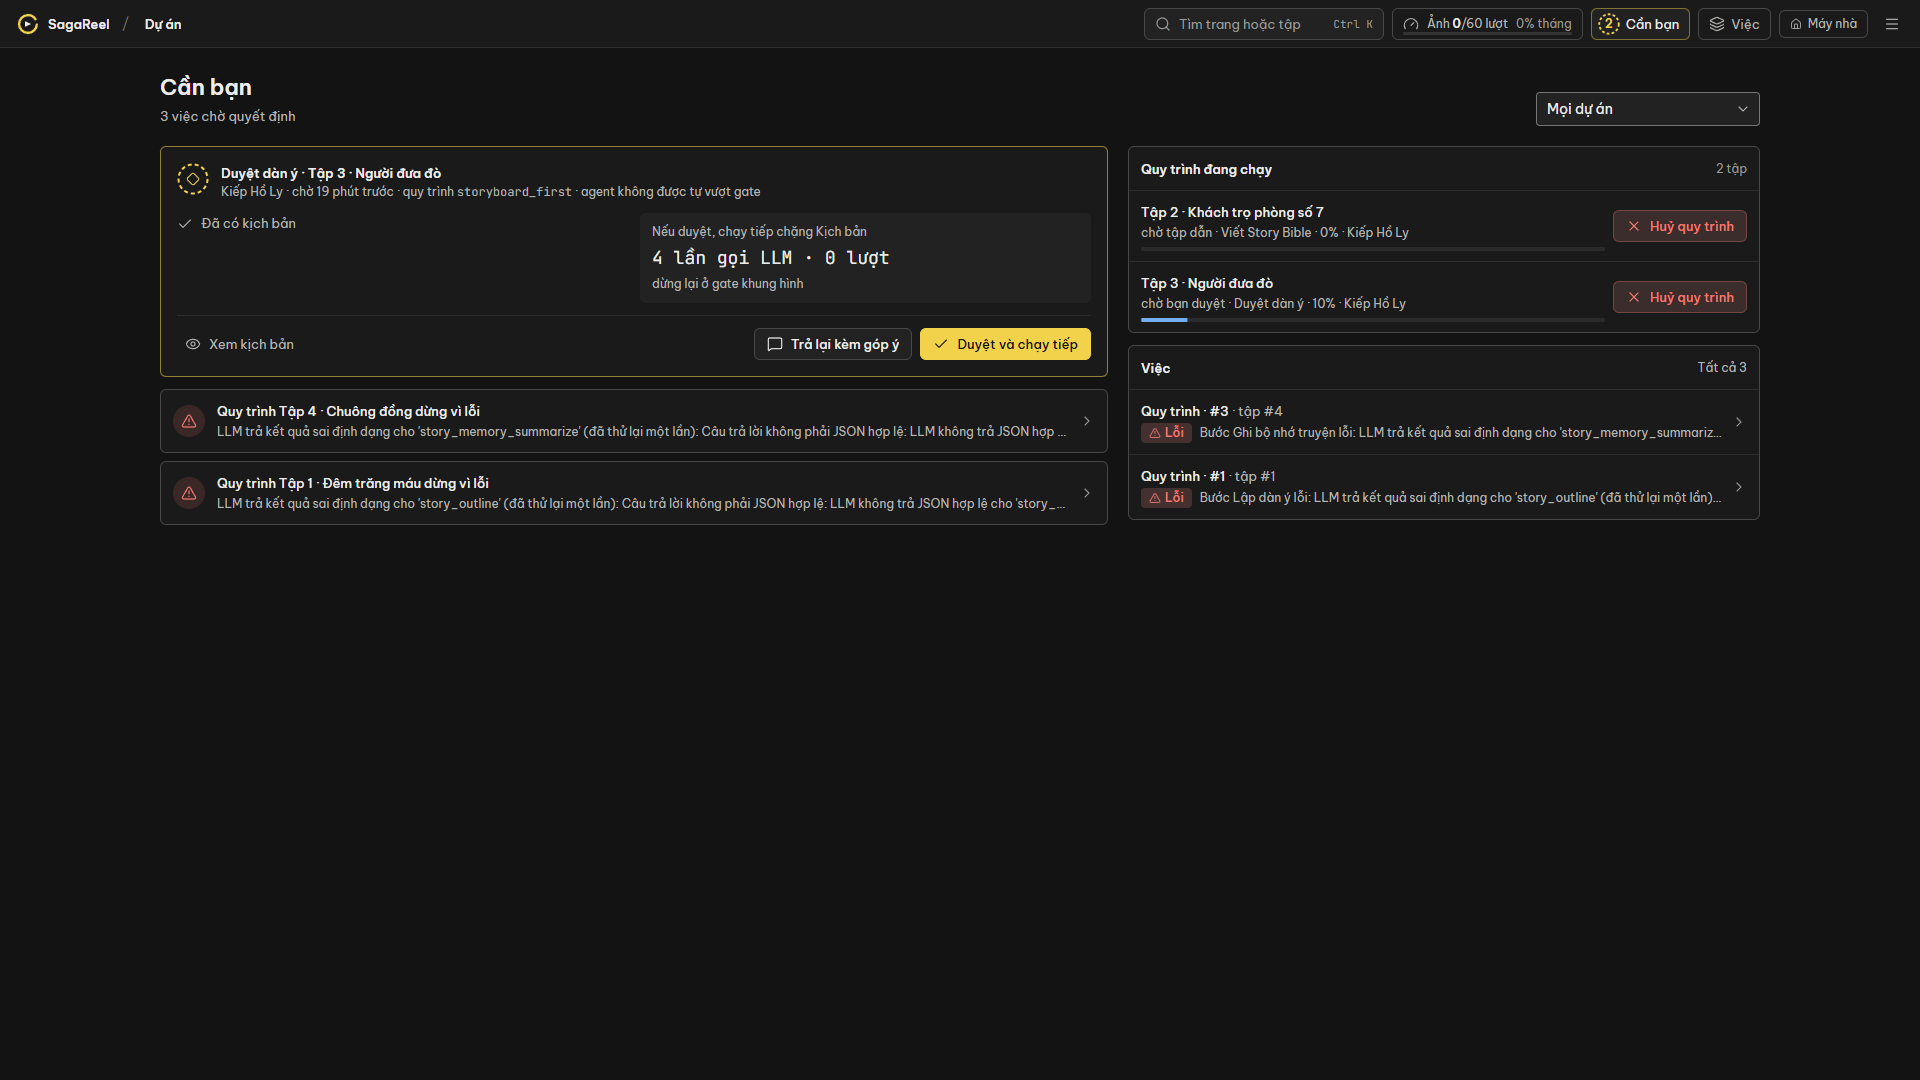 SagaReel / Dự án
Tìm trang hoặc tập Ctrl K
Ảnh 0/60 lượt 0% tháng
2 Cần bạn
Việc
Máy nhà
Cần bạn
3 việc chờ quyết định
Mọi dự án
Duyệt dàn ý · Tập 3 · Người đưa đò
Kiếp Hồ Ly · chờ 19 phút trước · quy trình storyboard_first · agent không được tự vượt gate
Đã có kịch bản
Nếu duyệt, chạy tiếp chặng Kịch bản
4 lần gọi LLM · 0 lượt
dừng lại ở gate khung hình
Xem kịch bản
Trả lại kèm góp ý
Duyệt và chạy tiếp
Quy trình Tập 4 · Chuông đồng dừng vì lỗi
LLM trả kết quả sai định dạng cho 'story_memory_summarize' (đã thử lại một lần): Câu trả lời không phải JSON hợp lệ: LLM không trả JSON hợp ...
Quy trình Tập 1 · Đêm trăng máu dừng vì lỗi
LLM trả kết quả sai định dạng cho 'story_outline' (đã thử lại một lần): Câu trả lời không phải JSON hợp lệ: LLM không trả JSON hợp lệ cho 'story_...
Quy trình đang chạy 2 tập
Tập 2 · Khách trọ phòng số 7
chờ tập dẫn · Viết Story Bible · 0% · Kiếp Hồ Ly
Huỷ quy trình
Tập 3 · Người đưa đò
chờ bạn duyệt · Duyệt dàn ý · 10% · Kiếp Hồ Ly
Huỷ quy trình
Việc Tất cả 3
Quy trình · #3 · tập #4
Lỗi Bước Ghi bộ nhớ truyện lỗi: LLM trả kết quả sai định dạng cho 'story_memory_summariz...
Quy trình · #1 · tập #1
Lỗi Bước Lập dàn ý lỗi: LLM trả kết quả sai định dạng cho 'story_outline' (đã thử lại một lần)...